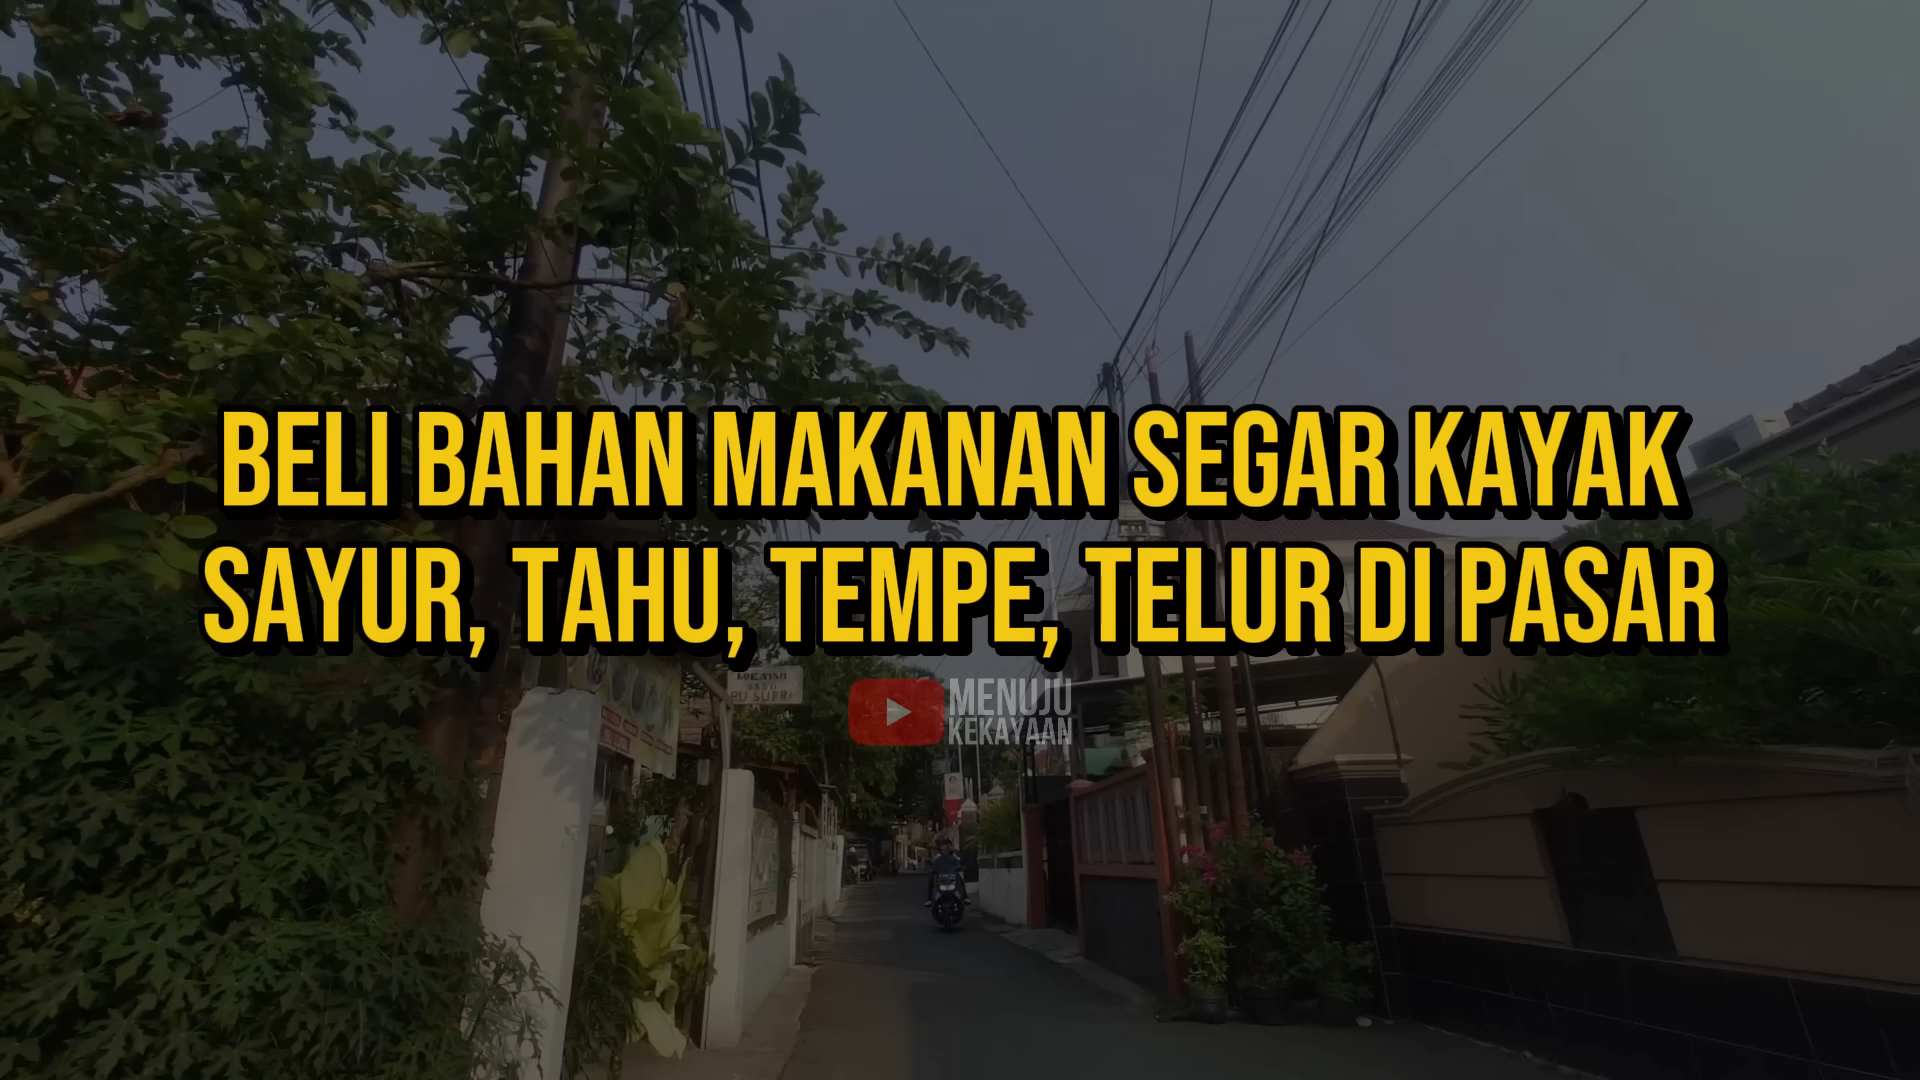 BELI BAHAN MAKANAN SEGAR KAYAK
SAYUR, TAHU, TEMPE, TELUR DI PASAR
MENUJU
KEKAYAAN